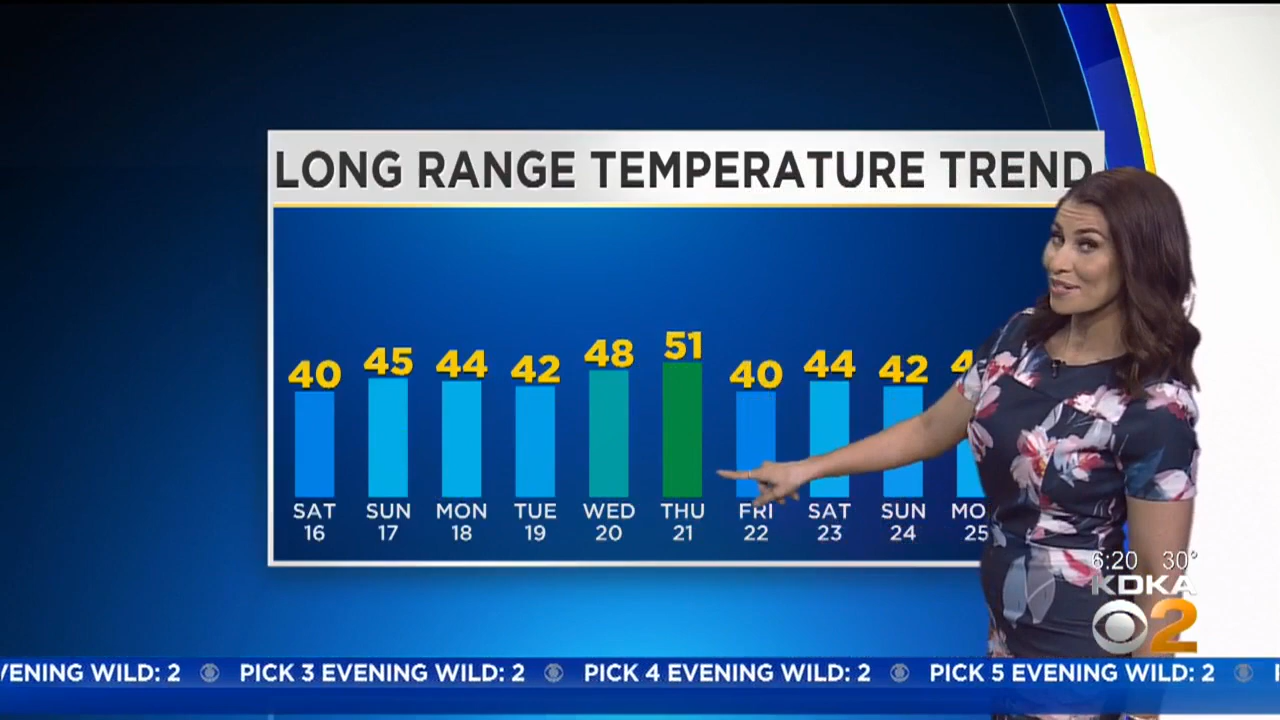 LONG RANGE TEMPERATURE TREND
40 45 44 42 48 51 40 44 42
SAT SUN MON TUE WED THU FRI SAT SUN
16 17 18 19 20 21 22 23 24 25
6:20 30°
KDKA
2
VENING WILD: 2 PICK 3 EVENING WILD: 2 PICK 4 EVENING WILD: 2 PICK 5 EVENING WILD: 2